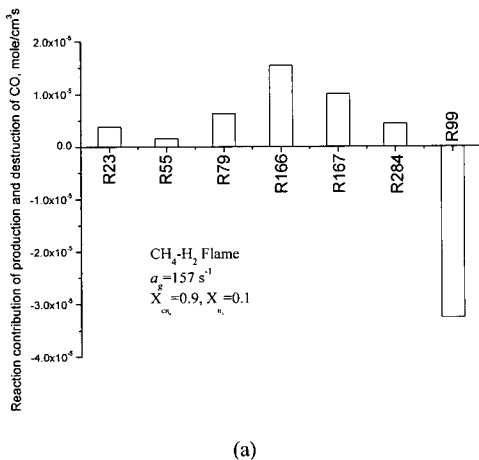 Reaction contribution of production and destruction of CO, mole/cm³s
2.0x10⁻⁵
1.0x10⁻⁵
0.0
-1.0x10⁻⁵
-2.0x10⁻⁵
-3.0x10⁻⁵
-4.0x10⁻⁵
R23
R55
R79
R166
R167
R284
R99
CH₄-H₂ Flame
a_g=157 s⁻¹
X_CH₄=0.9, X_H₂=0.1
(a)